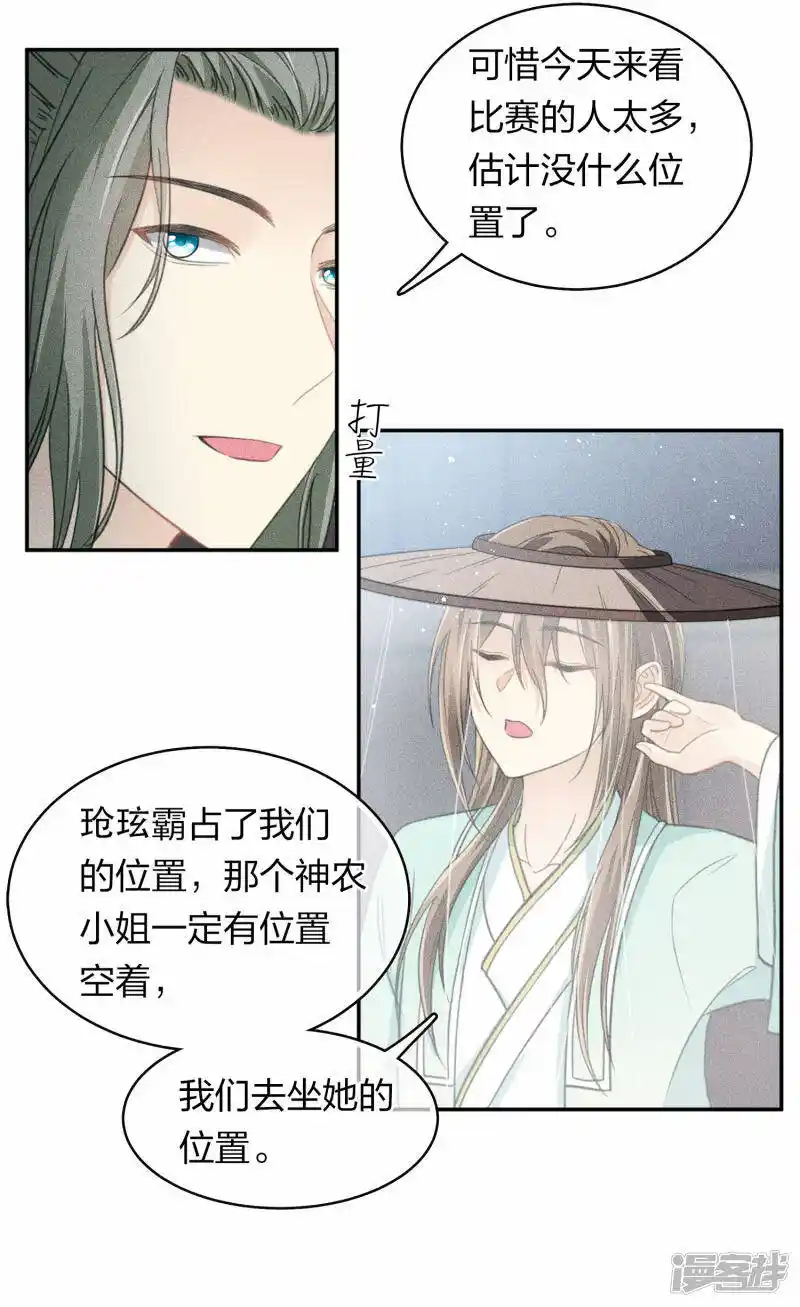 可惜今天来看
比赛的人太多，
估计没什么位
置了。
打
量
玱玹霸占了我们
的位置，那个神农
小姐一定有位置
空着，
我们去坐她的
位置。
漫客栈